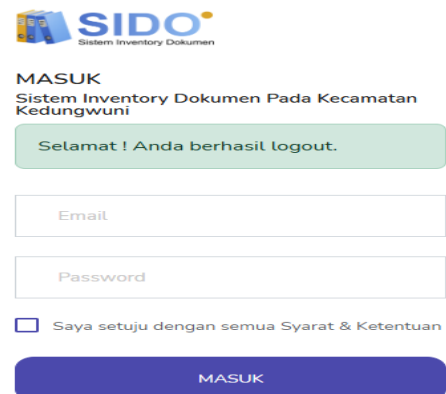 SIDO
Sistem Inventory Dokumen
MASUK
Sistem Inventory Dokumen Pada Kecamatan
Kedungwuni
Selamat ! Anda berhasil logout.
Email
Password
Saya setuju dengan semua Syarat & Ketentuan
MASUK